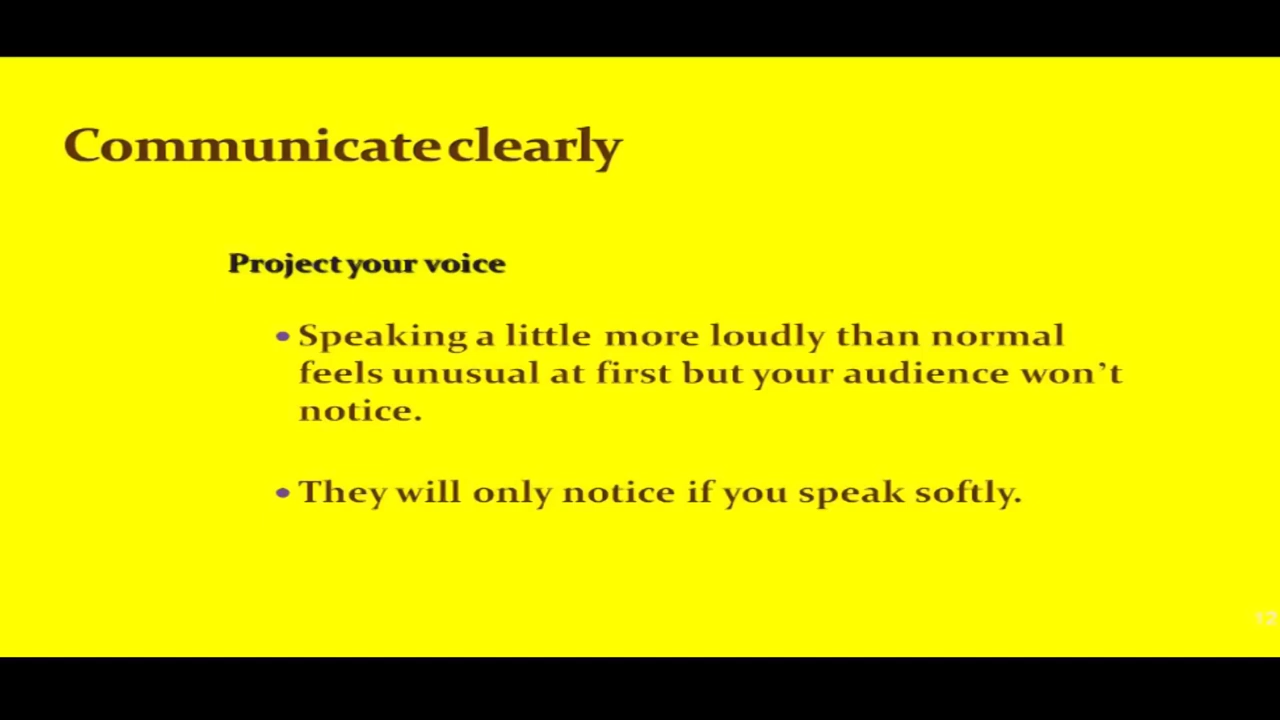 Communicate clearly
Project your voice
• Speaking a little more loudly than normal
feels unusual at first but your audience won’t
notice.
• They will only notice if you speak softly.
12